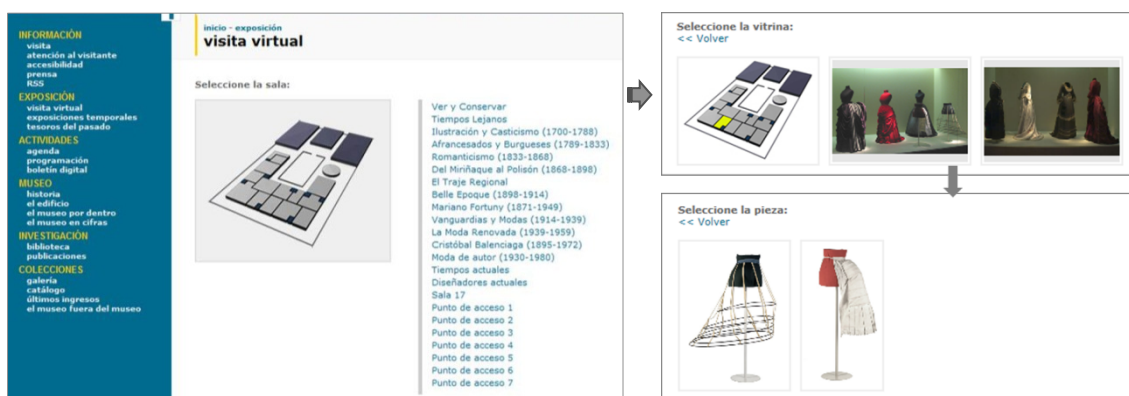 INFORMACIÓN
visita
atención al visitante
accesibilidad
prensa
RSS
EXPOSICIÓN
visita virtual
exposiciones temporales
tesoros del pasado
ACTIVIDADES
agenda
programación
boletín digital
MUSEO
historia
el edificio
el museo por dentro
el museo en cifras
INVESTIGACIÓN
biblioteca
publicaciones
COLECCIONES
galería
catálogo
últimos ingresos
el museo fuera del museo
inicio - exposición
visita virtual
Seleccione la sala:
Ver y Conservar
Tiempos Lejanos
Ilustración y Casticismo (1700-1788)
Afrancesados y Burgueses (1789-1833)
Romanticismo (1833-1868)
Del Miriñaque al Polisón (1868-1898)
El Traje Regional
Belle Epoque (1898-1914)
Mariano Fortuny (1871-1949)
Vanguardias y Modas (1914-1939)
La Moda Renovada (1939-1959)
Cristóbal Balenciaga (1895-1972)
Moda de autor (1930-1980)
Tiempos actuales
Diseñadores actuales
Sala 17
Punto de acceso 1
Punto de acceso 2
Punto de acceso 3
Punto de acceso 4
Punto de acceso 5
Punto de acceso 6
Punto de acceso 7
Seleccione la vitrina:
<< Volver
Seleccione la pieza:
<< Volver